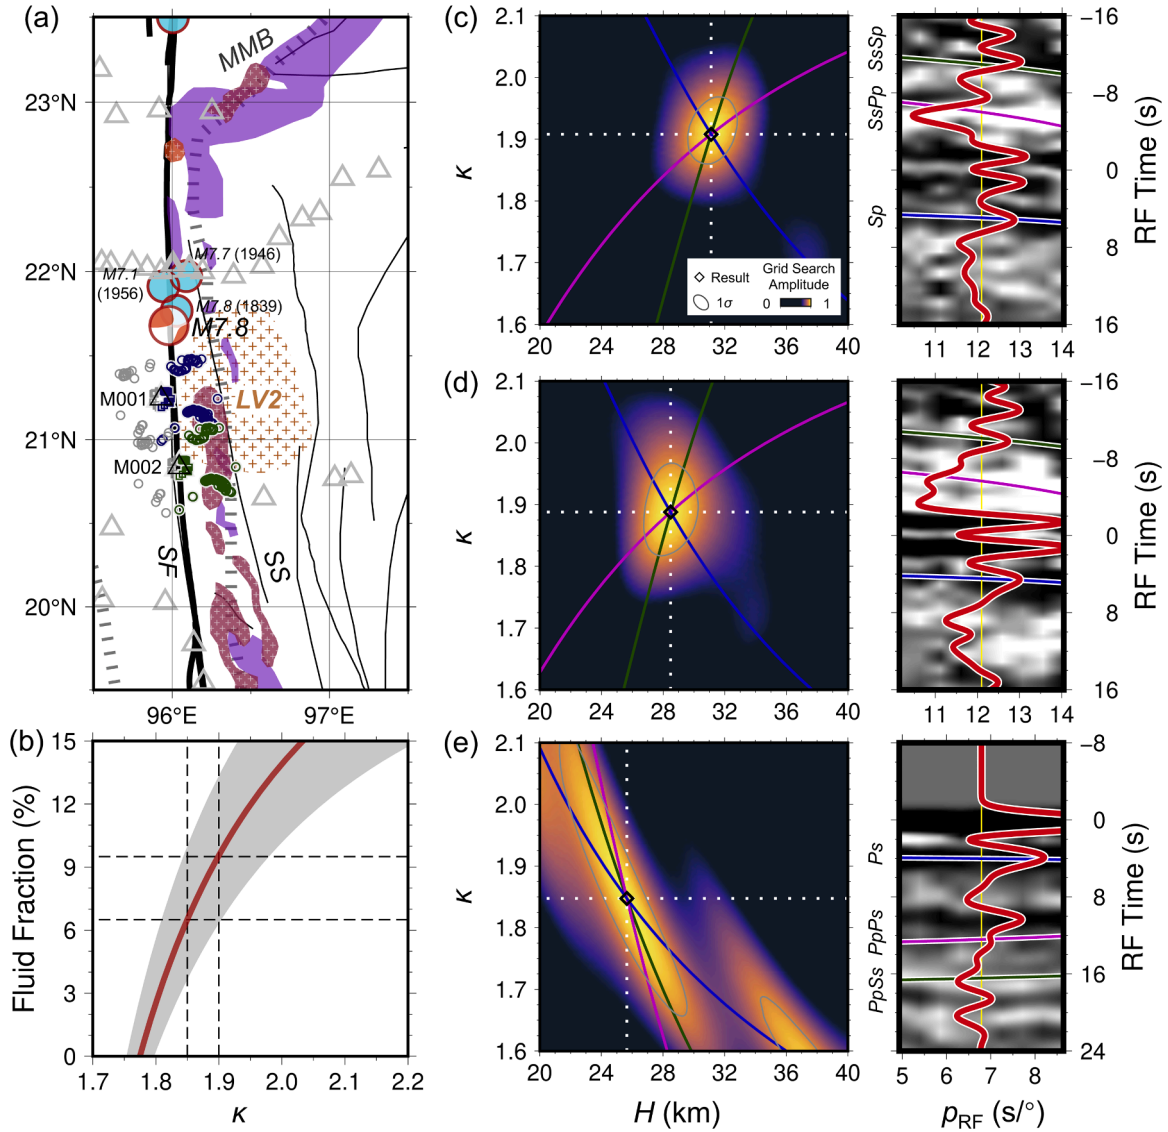 (a)
MMB
23°N
22°N
21°N
20°N
96°E
97°E
M7.7 (1946)
M7.1
(1956)
M7.8 (1839)
M7.8
LV2
M001
M002
SF
SS
(b)
Fluid Fraction (%)
15
12
9
6
3
0
1.7 1.8 1.9 2.0 2.1 2.2
κ
(c)
κ
2.1
2.0
1.9
1.8
1.7
1.6
20 24 28 32 36 40
Result
1σ
Grid Search
Amplitude
0 1
SsSp
SsPp
Sp
-16
-8
0
8
16
RF Time (s)
11 12 13 14
(d)
κ
2.1
2.0
1.9
1.8
1.7
1.6
20 24 28 32 36 40
-16
-8
0
8
16
RF Time (s)
11 12 13 14
(e)
κ
2.1
2.0
1.9
1.8
1.7
1.6
20 24 28 32 36 40
H (km)
Ps
PpPs
PpSs
-8
0
8
16
24
RF Time (s)
5 6 7 8
pRF (s/°)